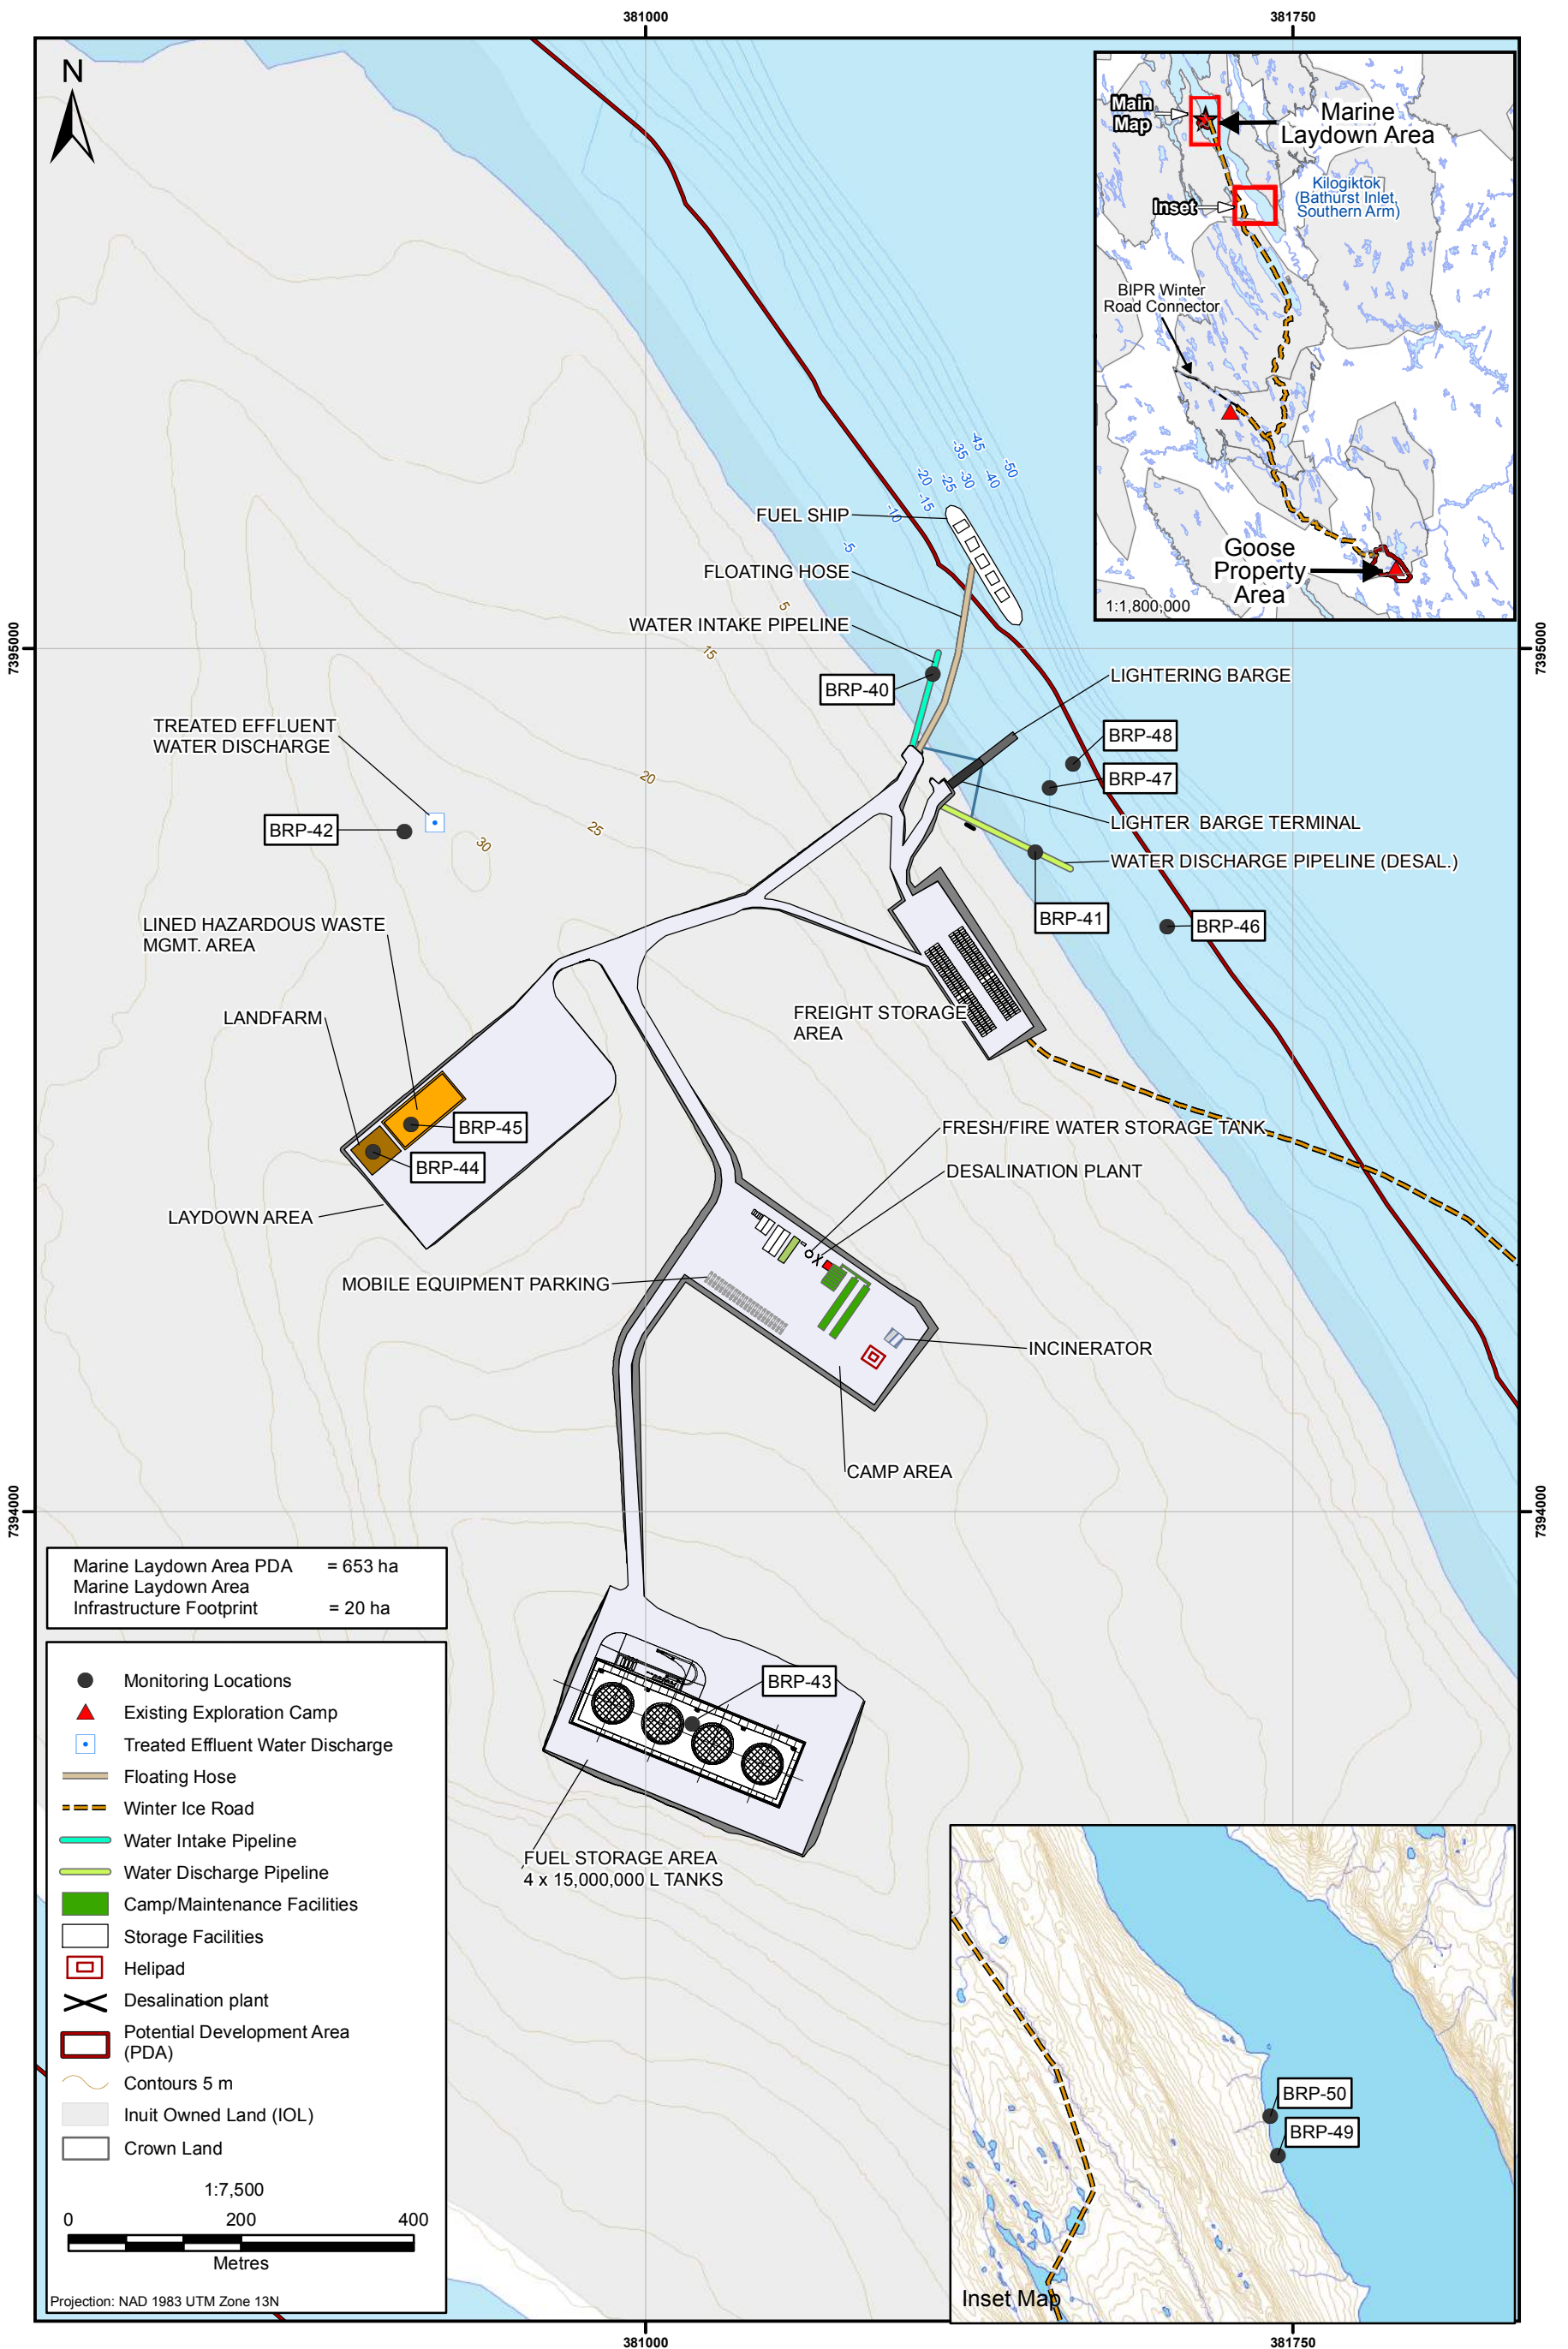 381000
381750
N
Main
Map
Marine
Laydown Area
Kilogiktok
(Bathurst Inlet,
Southern Arm)
Inset
BIPR Winter
Road Connector
Goose
Property
Area
1:1,800,000
-45
-35
-50
-20
-25
-30
-40
-15
-10
-5
FUEL SHIP
FLOATING HOSE
5
WATER INTAKE PIPELINE
15
7395000
7395000
LIGHTERING BARGE
BRP-40
TREATED EFFLUENT
WATER DISCHARGE
BRP-48
BRP-47
20
LIGHTER BARGE TERMINAL
BRP-42
25
30
WATER DISCHARGE PIPELINE (DESAL.)
BRP-41
BRP-46
LINED HAZARDOUS WASTE
MGMT. AREA
LANDFARM
FREIGHT STORAGE
AREA
BRP-45
FRESH/FIRE WATER STORAGE TANK
BRP-44
DESALINATION PLANT
LAYDOWN AREA
MOBILE EQUIPMENT PARKING
INCINERATOR
CAMP AREA
7394000
7394000
Marine Laydown Area PDA = 653 ha
Marine Laydown Area
Infrastructure Footprint = 20 ha
BRP-43
FUEL STORAGE AREA
4 x 15,000,000 L TANKS
Monitoring Locations
Existing Exploration Camp
Treated Effluent Water Discharge
Floating Hose
Winter Ice Road
Water Intake Pipeline
Water Discharge Pipeline
Camp/Maintenance Facilities
Storage Facilities
Helipad
Desalination plant
Potential Development Area
(PDA)
Contours 5 m
Inuit Owned Land (IOL)
Crown Land
1:7,500
0 200 400
Metres
Projection: NAD 1983 UTM Zone 13N
BRP-50
BRP-49
Inset Map
381000
381750